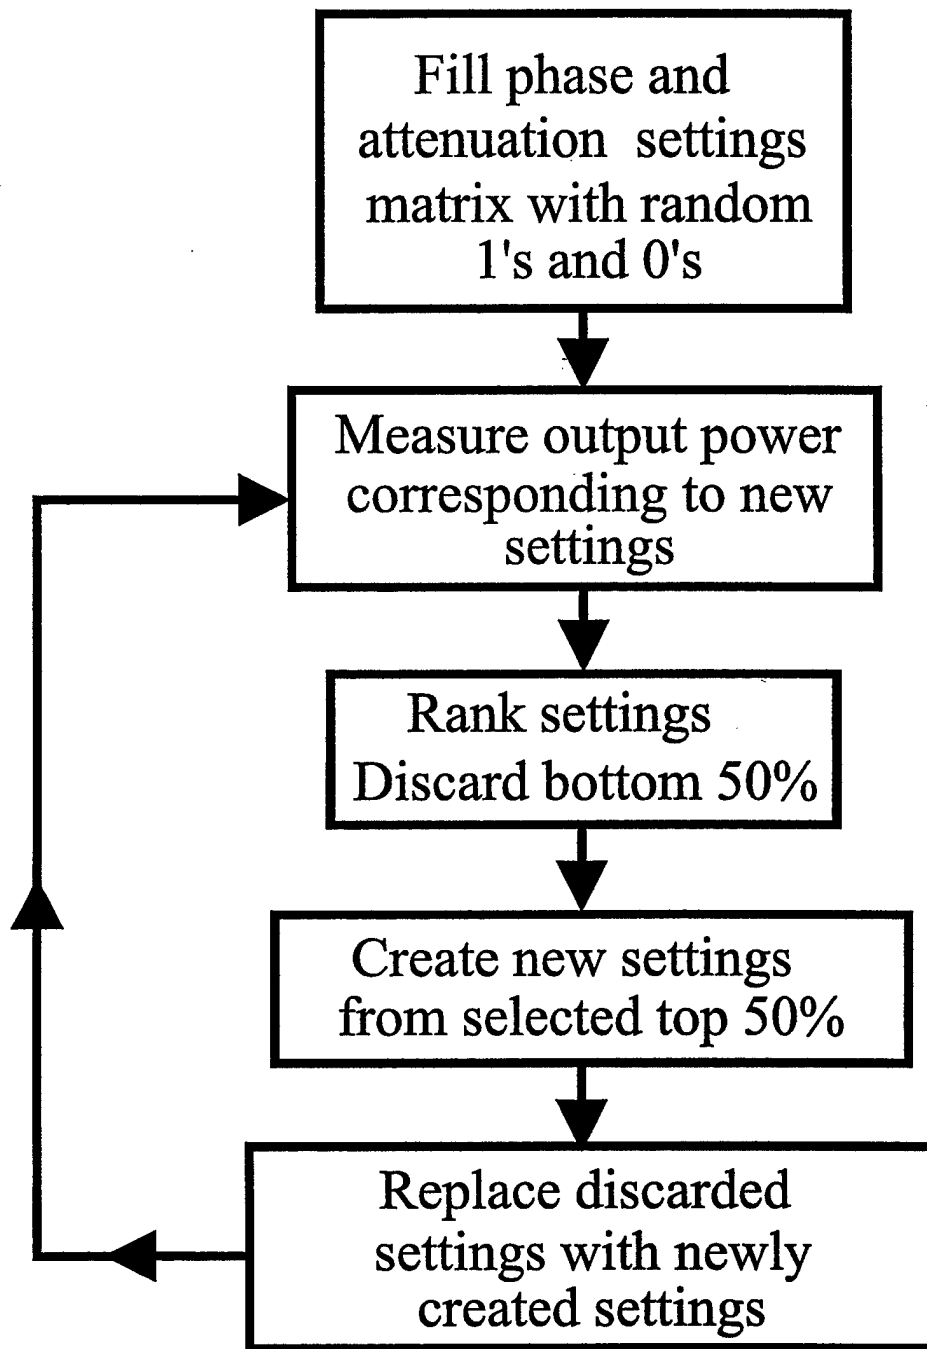 Fill phase and
attenuation settings
matrix with random
1's and 0's
Measure output power
corresponding to new
settings
Rank settings
Discard bottom 50%
Create new settings
from selected top 50%
Replace discarded
settings with newly
created settings